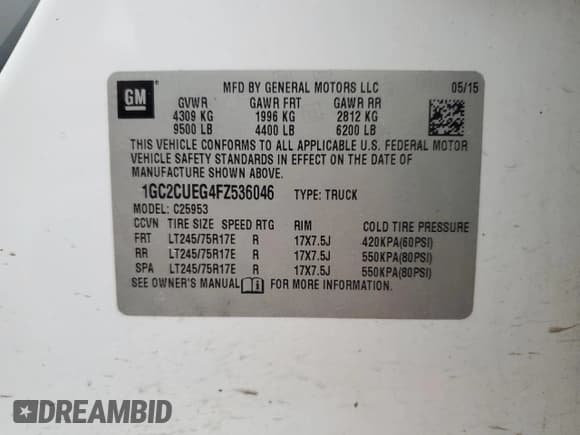 GM
MFD BY GENERAL MOTORS LLC 05/15
GVWR GAWR FRT GAWR RR
4309 KG 1996 KG 2812 KG
9500 LB 4400 LB 6200 LB
THIS VEHICLE CONFORMS TO ALL APPLICABLE U.S. FEDERAL MOTOR
VEHICLE SAFETY STANDARDS IN EFFECT ON THE DATE OF
MANUFACTURE SHOWN ABOVE.
1GC2CUEG4FZ536046 TYPE: TRUCK
MODEL: C25953
CCVN TIRE SIZE SPEED RTG RIM COLD TIRE PRESSURE
FRT LT245/75R17E R 17X7.5J 420KPA(60PSI)
RR LT245/75R17E R 17X7.5J 550KPA(80PSI)
SPA LT245/75R17E R 17X7.5J 550KPA(80PSI)
SEE OWNER'S MANUAL FOR MORE INFORMATION.
DREAMBID